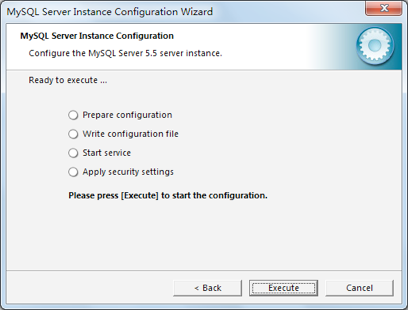 MySQL Server Instance Configuration Wizard
MySQL Server Instance Configuration
Configure the MySQL Server 5.5 server instance.
Ready to execute ...
Prepare configuration
Write configuration file
Start service
Apply security settings
Please press [Execute] to start the configuration.
< Back
Execute
Cancel